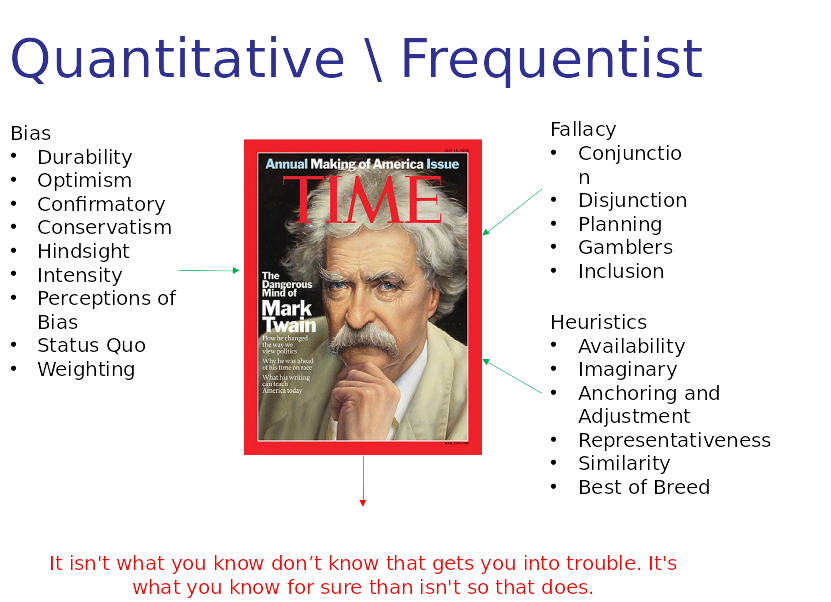 Quantitative \ Frequentist
Bias
• Durability
• Optimism
• Confirmatory
• Conservatism
• Hindsight
• Intensity
• Perceptions of
Bias
• Status Quo
• Weighting
Annual Making of America Issue
TIME
The
Dangerous
Mind of
Mark
Twain
How he changed
the way we
view politics
Why he was ahead
of his time on race
What his writing
can teach
America today
Fallacy
• Conjunctio
n
• Disjunction
• Planning
• Gamblers
• Inclusion
Heuristics
• Availability
• Imaginary
• Anchoring and
Adjustment
• Representativeness
• Similarity
• Best of Breed
It isn't what you know don’t know that gets you into trouble. It's
what you know for sure than isn't so that does.